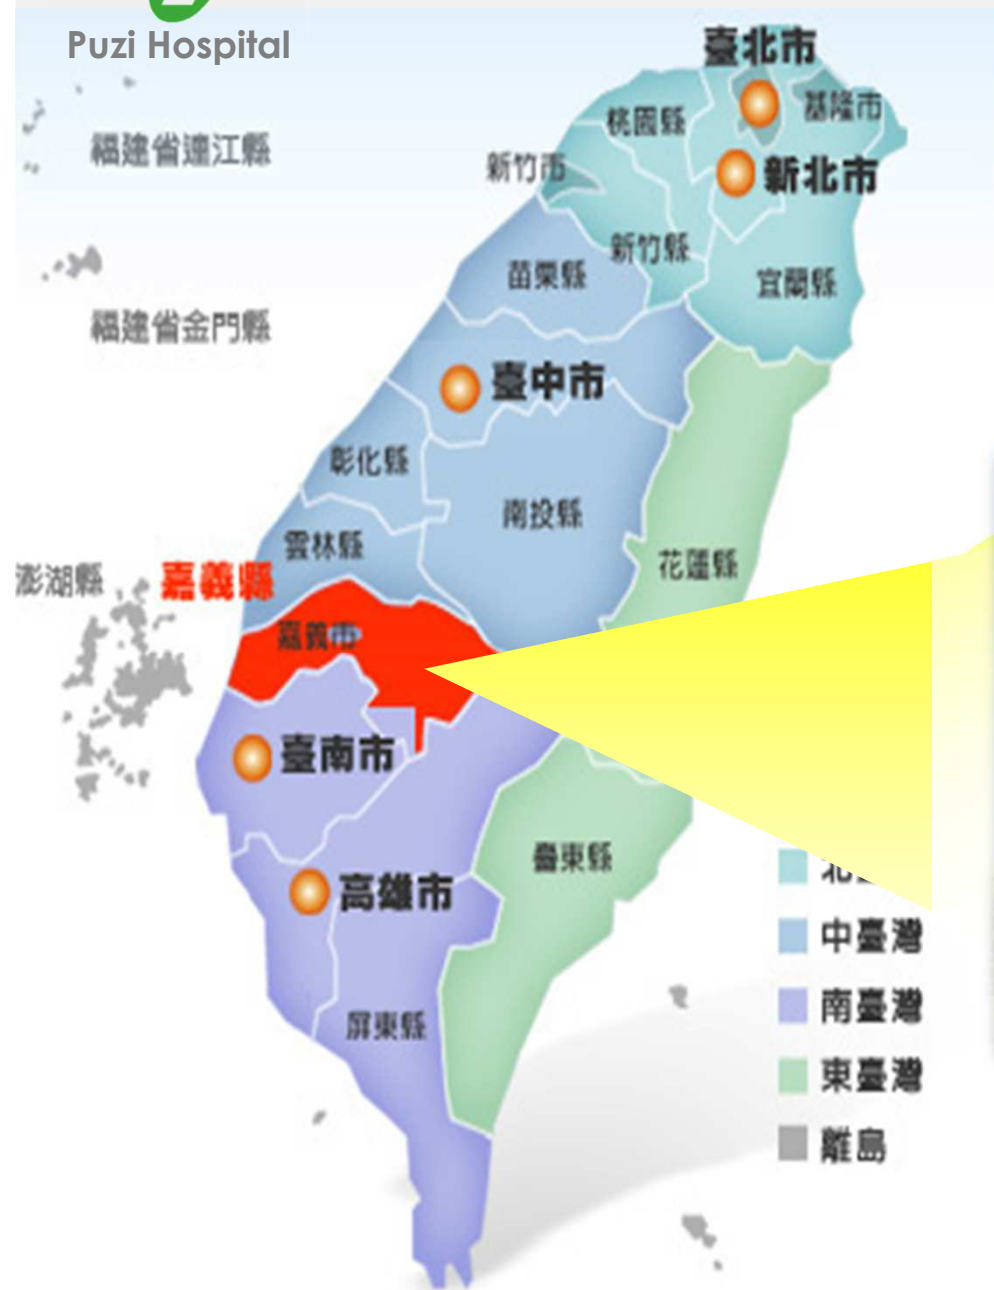 Puzi Hospital
臺北市
基隆市
桃園縣
福建省連江縣
新竹市
新北市
新竹縣
苗栗縣
宜蘭縣
福建省金門縣
臺中市
彰化縣
南投縣
雲林縣
花蓮縣
澎湖縣
嘉義縣
嘉義市
臺南市
臺東縣
高雄市
中臺灣
南臺灣
屏東縣
東臺灣
離島